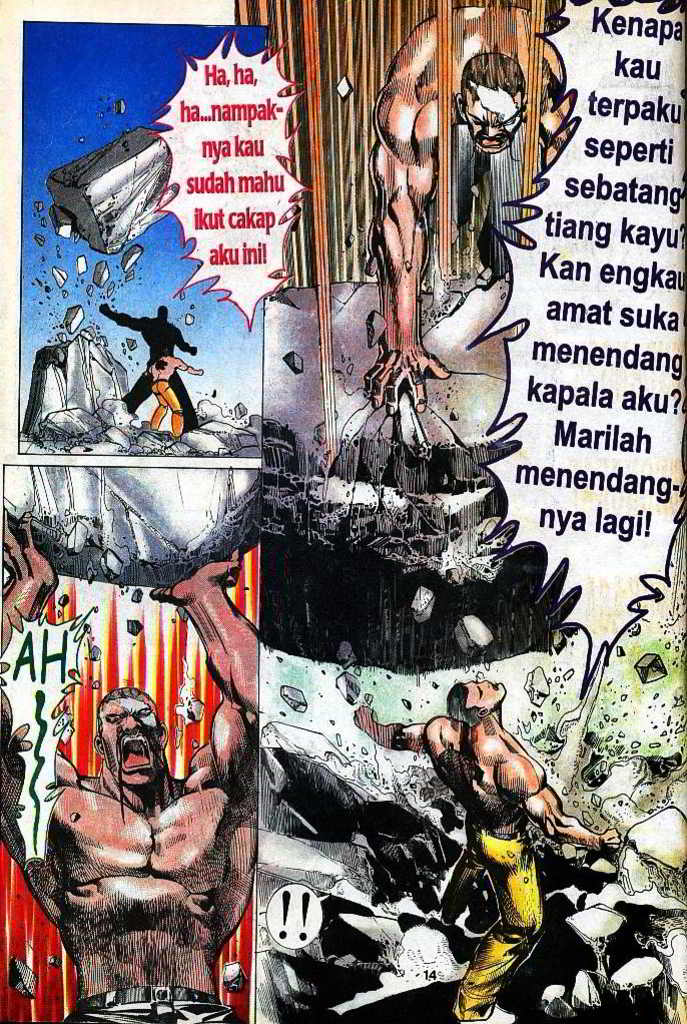 Ha, ha,
ha...nampak-
nya kau
sudah mahu
ikut cakap
aku ini!
Kenapa
kau
terpaku
seperti
sebatang
tiang kayu?
Kan engkau
amat suka
menendang
kapala aku?
Marilah
menendang-
nya lagi!
AH
!!
14